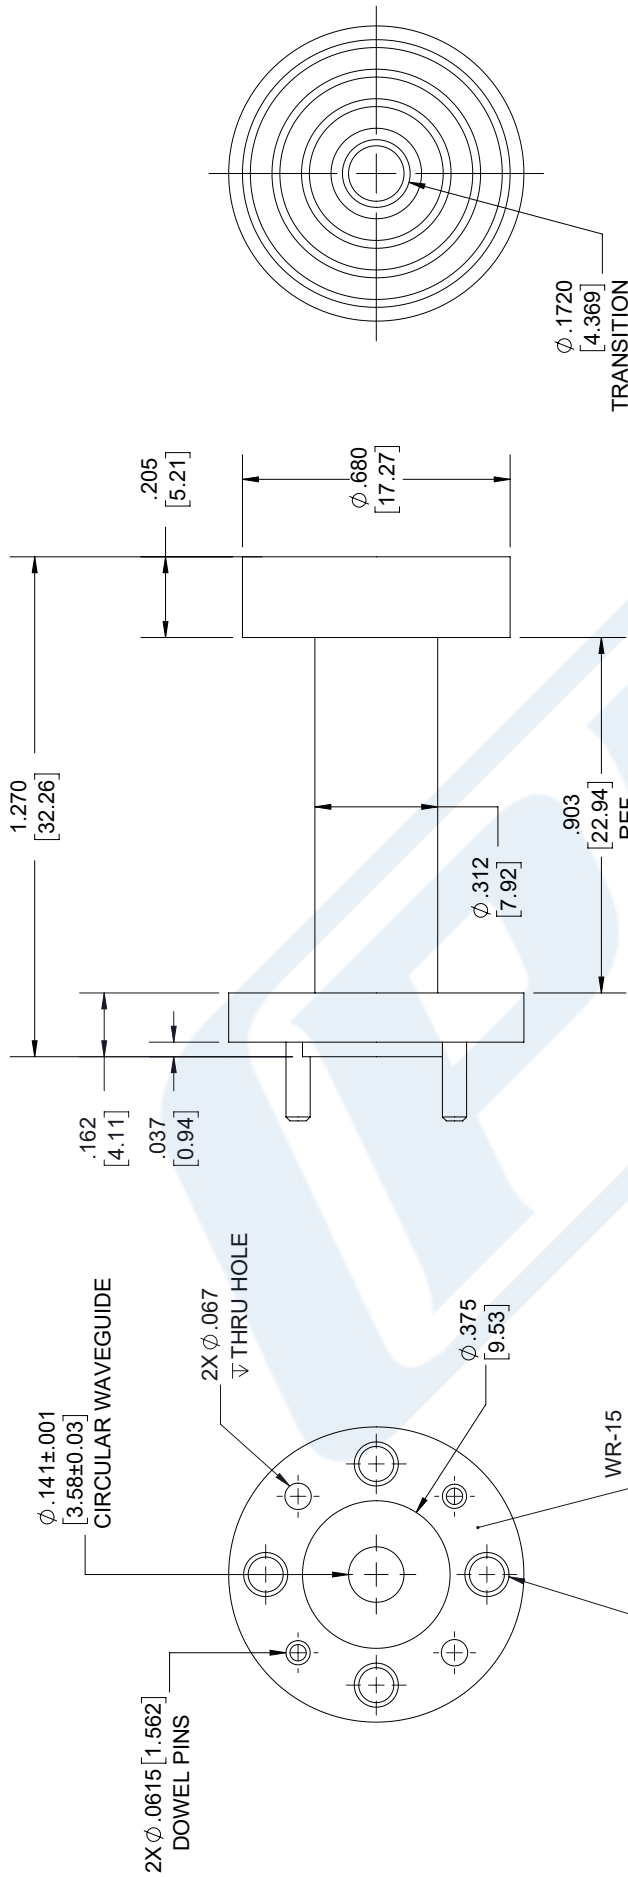 ⌀.141±.001
[3.58±0.03]
CIRCULAR WAVEGUIDE
2X ⌀.0615 [1.562]
DOWEL PINS
2X ⌀.067
↧ THRU HOLE
⌀.375
[9.53]
WR-15
1.270
[32.26]
.162
[4.11]
.037
[0.94]
.205
[5.21]
⌀.680
[17.27]
⌀.312
[7.92]
.903
[22.94]
REF
⌀.1720
[4.369]
TRANSITION